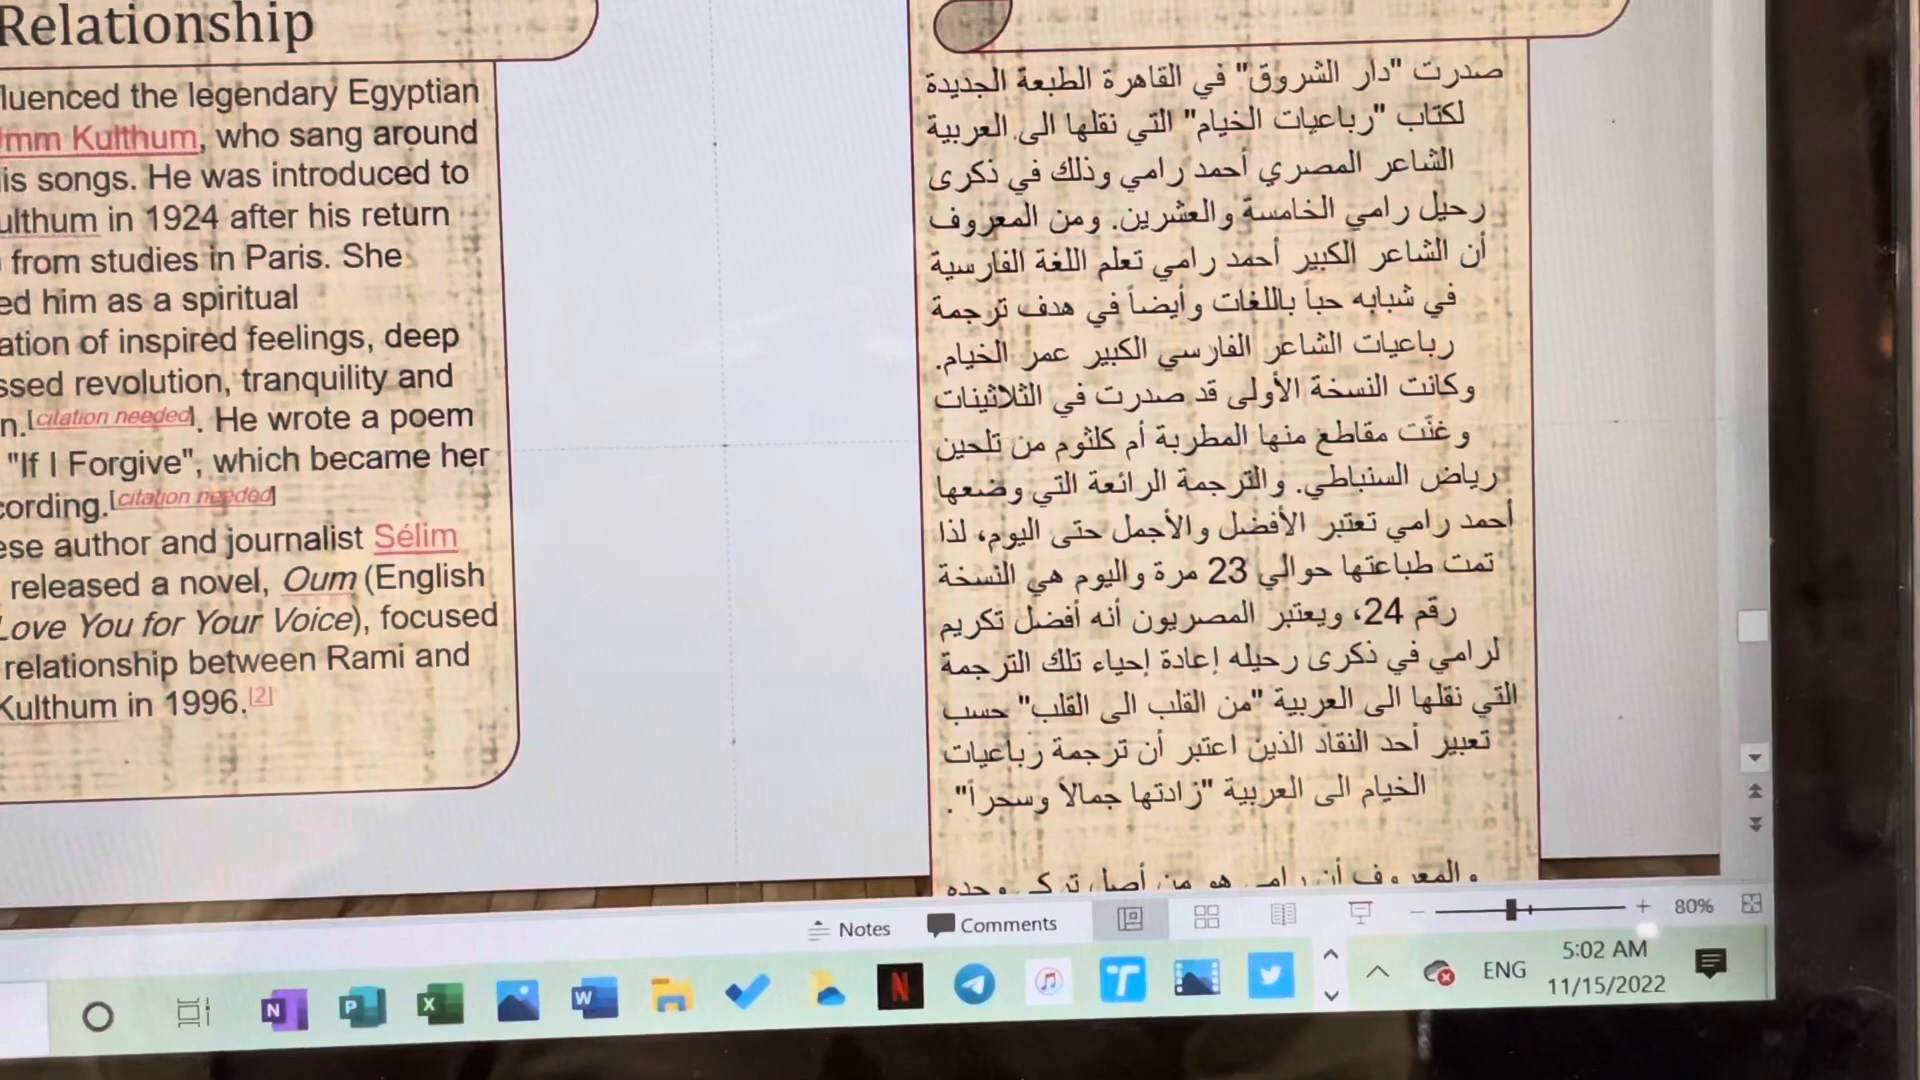 Relationship
luenced the legendary Egyptian
mm Kulthum, who sang around
is songs. He was introduced to
ulthum in 1924 after his return
from studies in Paris. She
ed him as a spiritual
ation of inspired feelings, deep
ssed revolution, tranquility and
n.[citation needed]. He wrote a poem
"If I Forgive", which became her
cording.[citation needed]
ese author and journalist Sélim
released a novel, Oum (English
Love You for Your Voice), focused
relationship between Rami and
Kulthum in 1996.[2]
صدرت "دار الشروق" في القاهرة الطبعة الجديدة
لكتاب "رباعيات الخيام" التي نقلها الى العربية
الشاعر المصري أحمد رامي وذلك في ذكرى
رحيل رامي الخامسة والعشرين. ومن المعروف
أن الشاعر الكبير أحمد رامي تعلم اللغة الفارسية
في شبابه حباً باللغات وأيضاً في هدف ترجمة
رباعيات الشاعر الفارسي الكبير عمر الخيام.
وكانت النسخة الأولى قد صدرت في الثلاثينات
وغنّت مقاطع منها المطربة أم كلثوم من تلحين
رياض السنباطي. والترجمة الرائعة التي وضعها
أحمد رامي تعتبر الأفضل والأجمل حتى اليوم، لذا
تمت طباعتها حوالي 23 مرة واليوم هي النسخة
رقم 24، ويعتبر المصريون أنه أفضل تكريم
لرامي في ذكرى رحيله إعادة إحياء تلك الترجمة
التي نقلها الى العربية "من القلب الى القلب" حسب
تعبير أحد النقاد الذين اعتبر أن ترجمة رباعيات
الخيام الى العربية "زادتها جمالاً وسحراً".
والمعروف أن رامي هو من أصل تركي وجده
Notes
Comments
80%
ENG
5:02 AM
11/15/2022